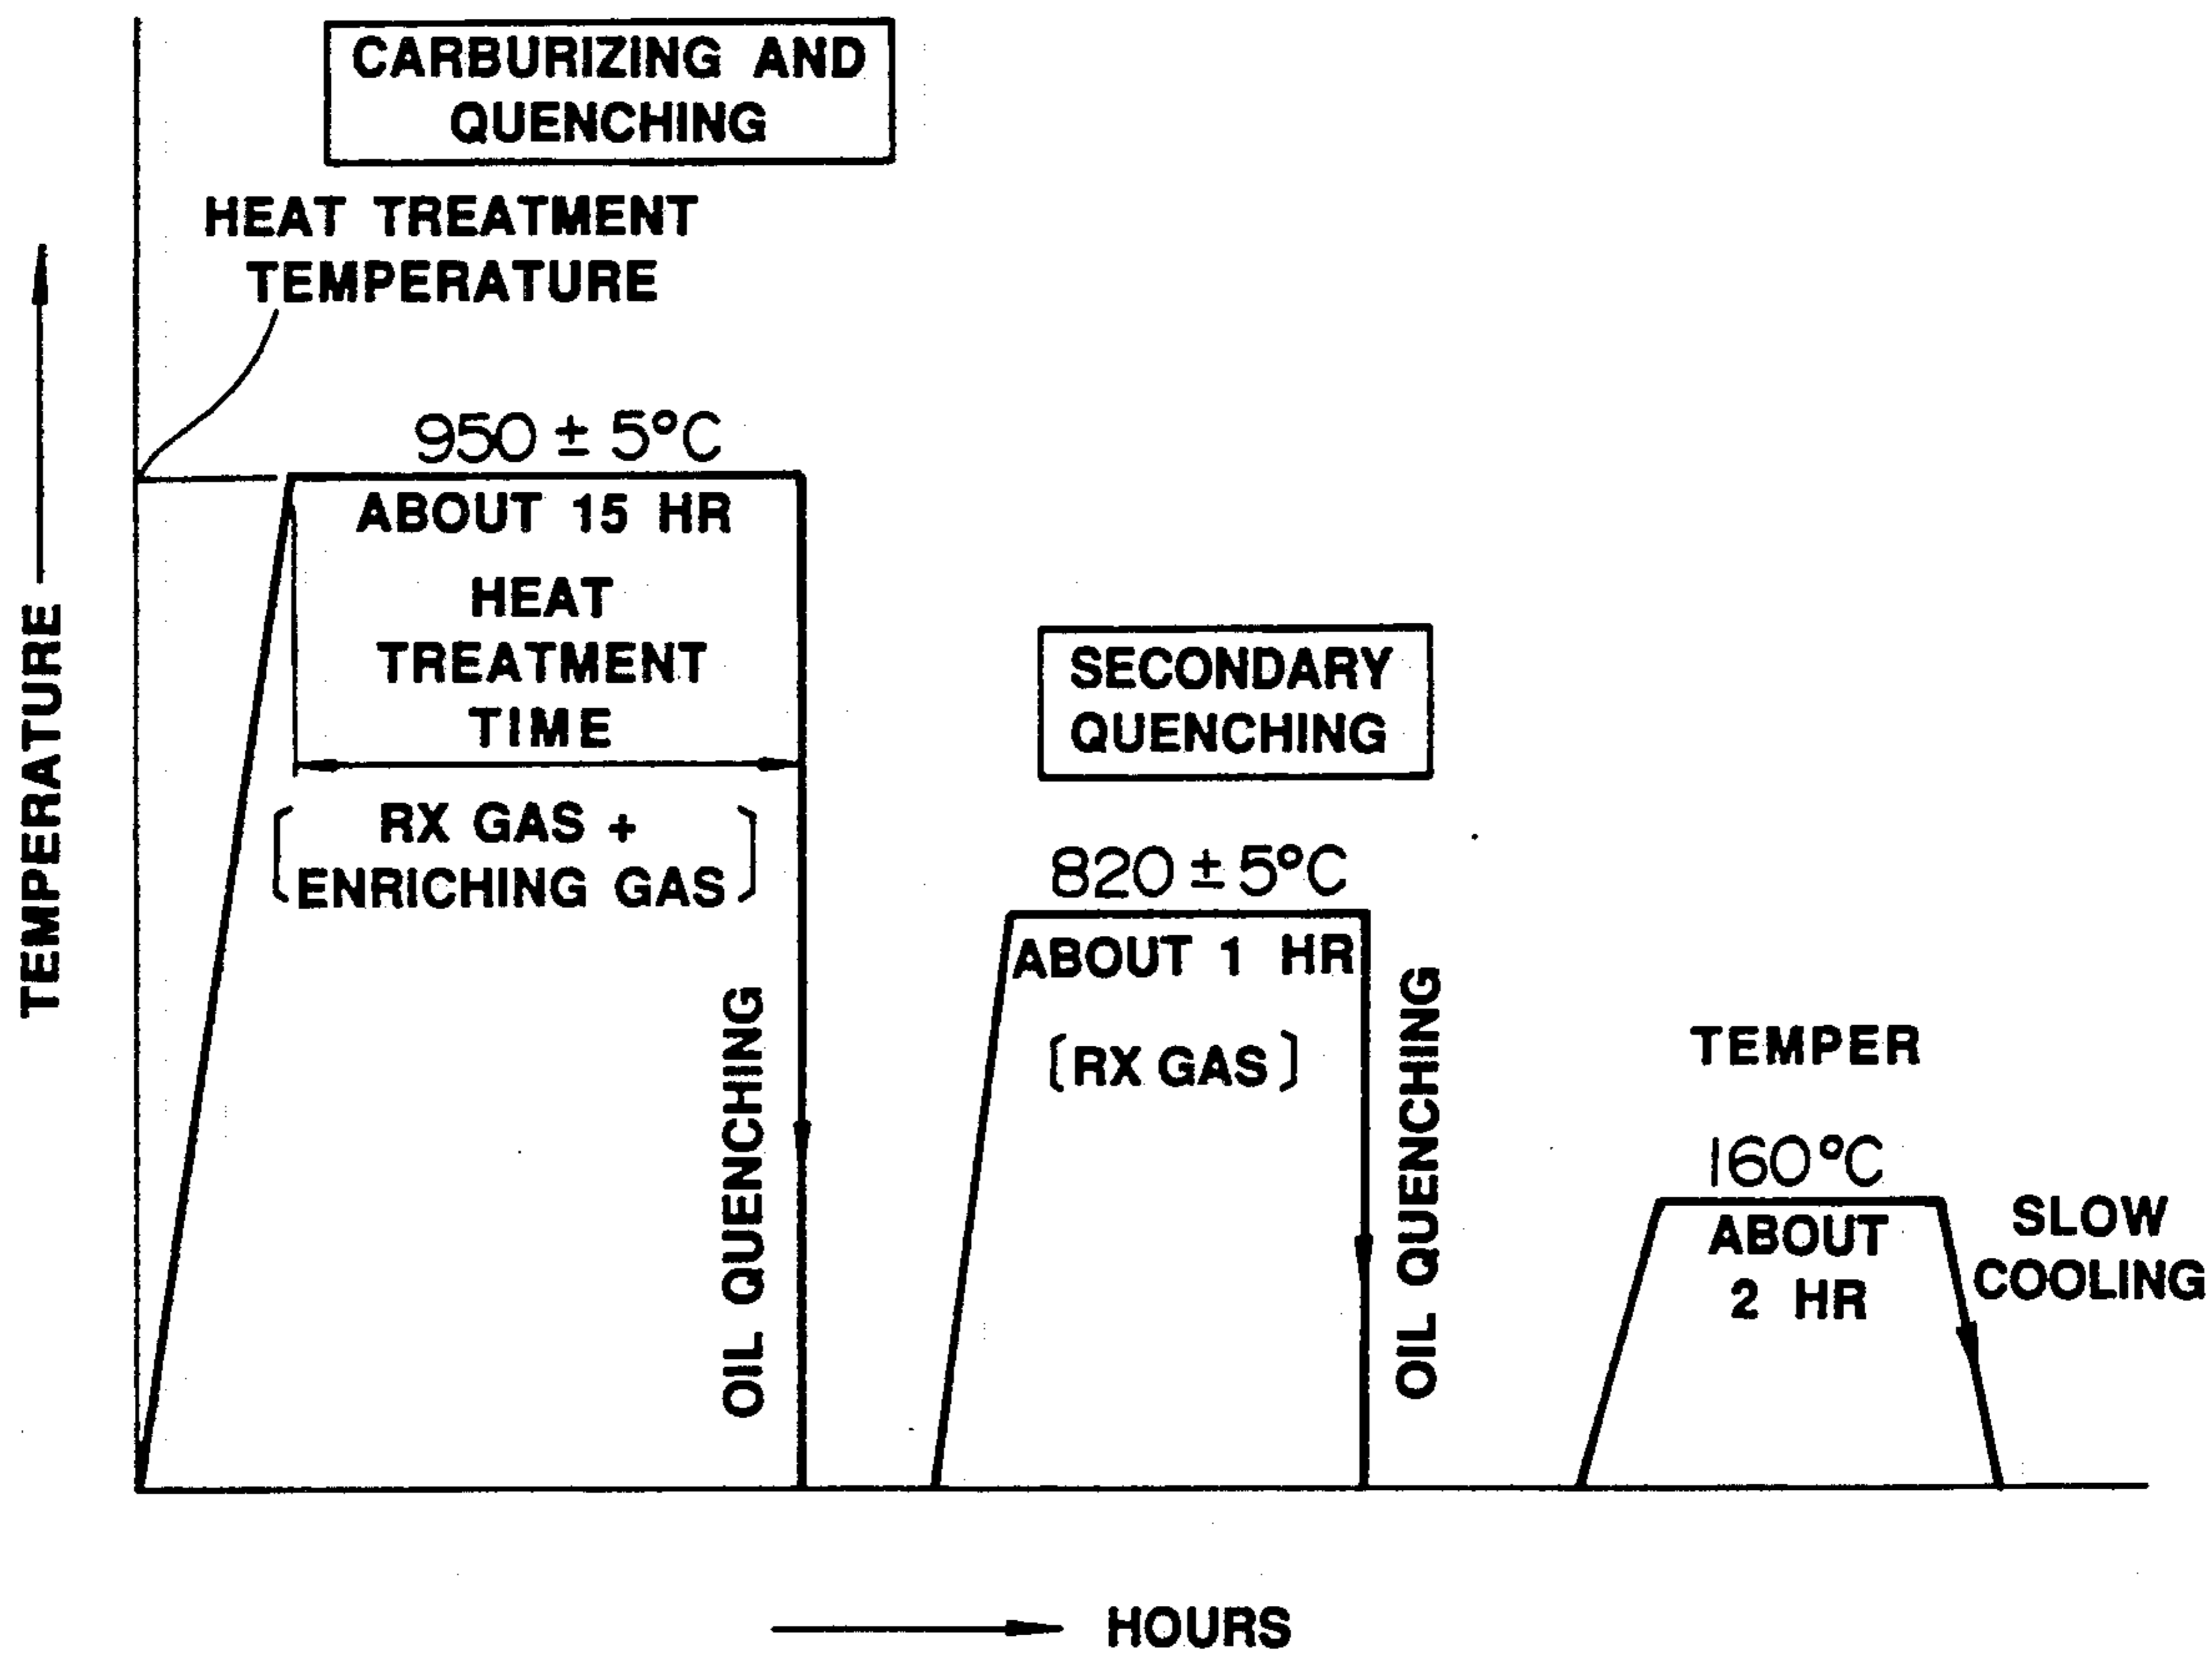 CARBURIZING AND
QUENCHING
HEAT TREATMENT
TEMPERATURE
950 ± 5°C
ABOUT 15 HR
HEAT
TREATMENT
TIME
[RX GAS +
ENRICHING GAS]
OIL QUENCHING
SECONDARY
QUENCHING
820 ± 5°C
ABOUT 1 HR
[RX GAS]
OIL QUENCHING
TEMPER
160°C
ABOUT
2 HR
SLOW
COOLING
TEMPERATURE
HOURS